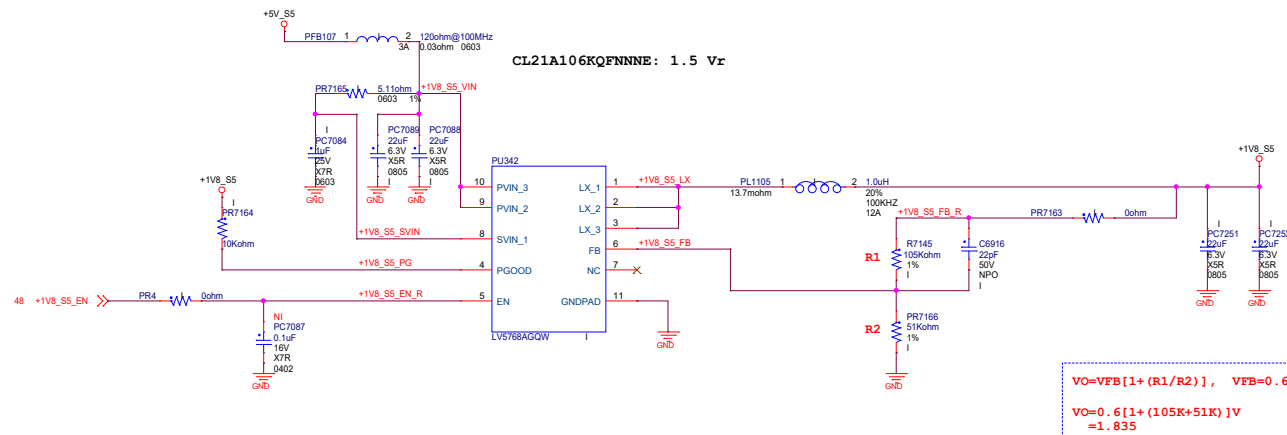 +5V_S5
PFB107 1 2 120ohm@100MHz
3A 0.03ohm 0603
CL21A106KQFNNNE: 1.5 Vr
PR7165 5.11ohm +1V8_S5_VIN
0603 1%
I
PC7084
1uF
25V
X7R
0603
GND
PC7089
22uF
6.3V
X5R
0805
I
GND
PC7088
22uF
6.3V
X5R
0805
I
GND
+1V8_S5
I
PR7164
10Kohm
+1V8_S5_SVIN
+1V8_S5_PG
48 +1V8_S5_EN
PR4 0ohm
+1V8_S5_EN_R
NI
PC7087
0.1uF
16V
X7R
0402
GND
PU342
10 PVIN_3 LX_1 1
9 PVIN_2 LX_2 2
LX_3 3
8 SVIN_1
FB 6
4 PGOOD NC 7
5 EN GNDPAD 11
LV5768AGQW I
GND
+1V8_S5_LX
+1V8_S5_FB
PL1105 1 2 1.0uH
13.7mohm 20%
100KHZ
12A
+1V8_S5_FB_R
PR7163 0ohm
R1
R7145
105Kohm
1%
I
C6916
22pF
50V
NPO
I
R2
PR7166
51Kohm
1%
I
GND
+1V8_S5
PC7251
22uF
6.3V
X5R
0805
GND
PC7252
22uF
6.3V
X5R
0805
GND
VO=VFB[1+(R1/R2)], VFB=0.6
VO=0.6[1+(105K+51K)]V
=1.835